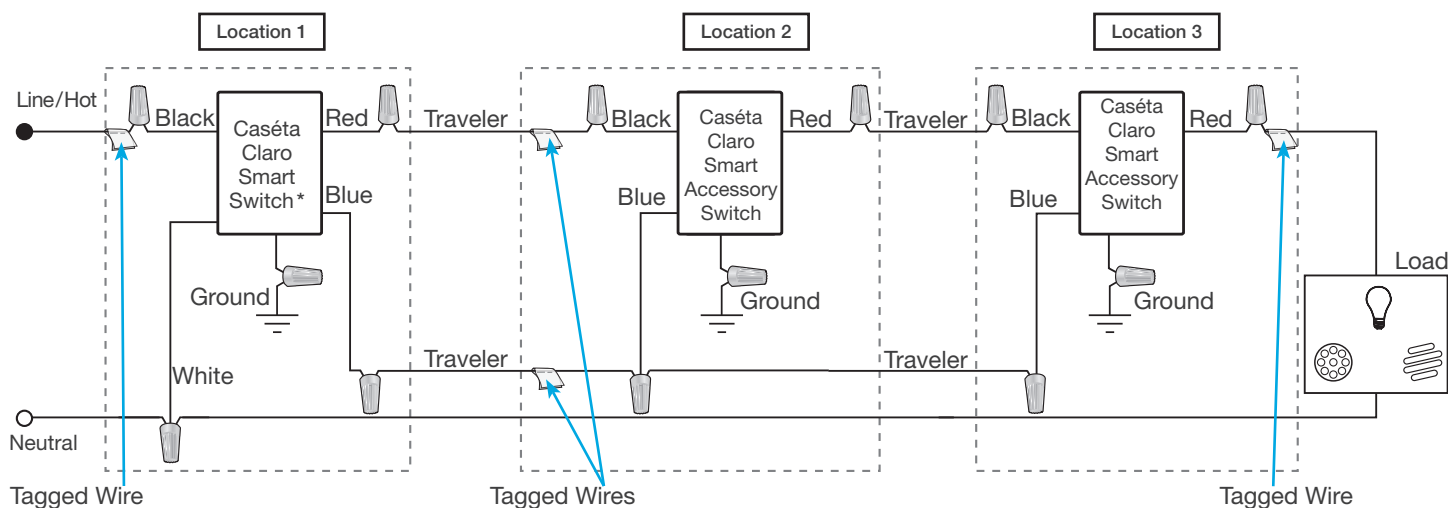 Location 1
Location 2
Location 3
Line/Hot
Black
Caséta
Claro
Smart
Switch*
Red
Blue
Ground
White
Neutral
Traveler
Traveler
Black
Caséta
Claro
Smart
Accessory
Switch
Red
Blue
Ground
Traveler
Traveler
Black
Caséta
Claro
Smart
Accessory
Switch
Red
Blue
Ground
Load
Tagged Wire
Tagged Wires
Tagged Wire